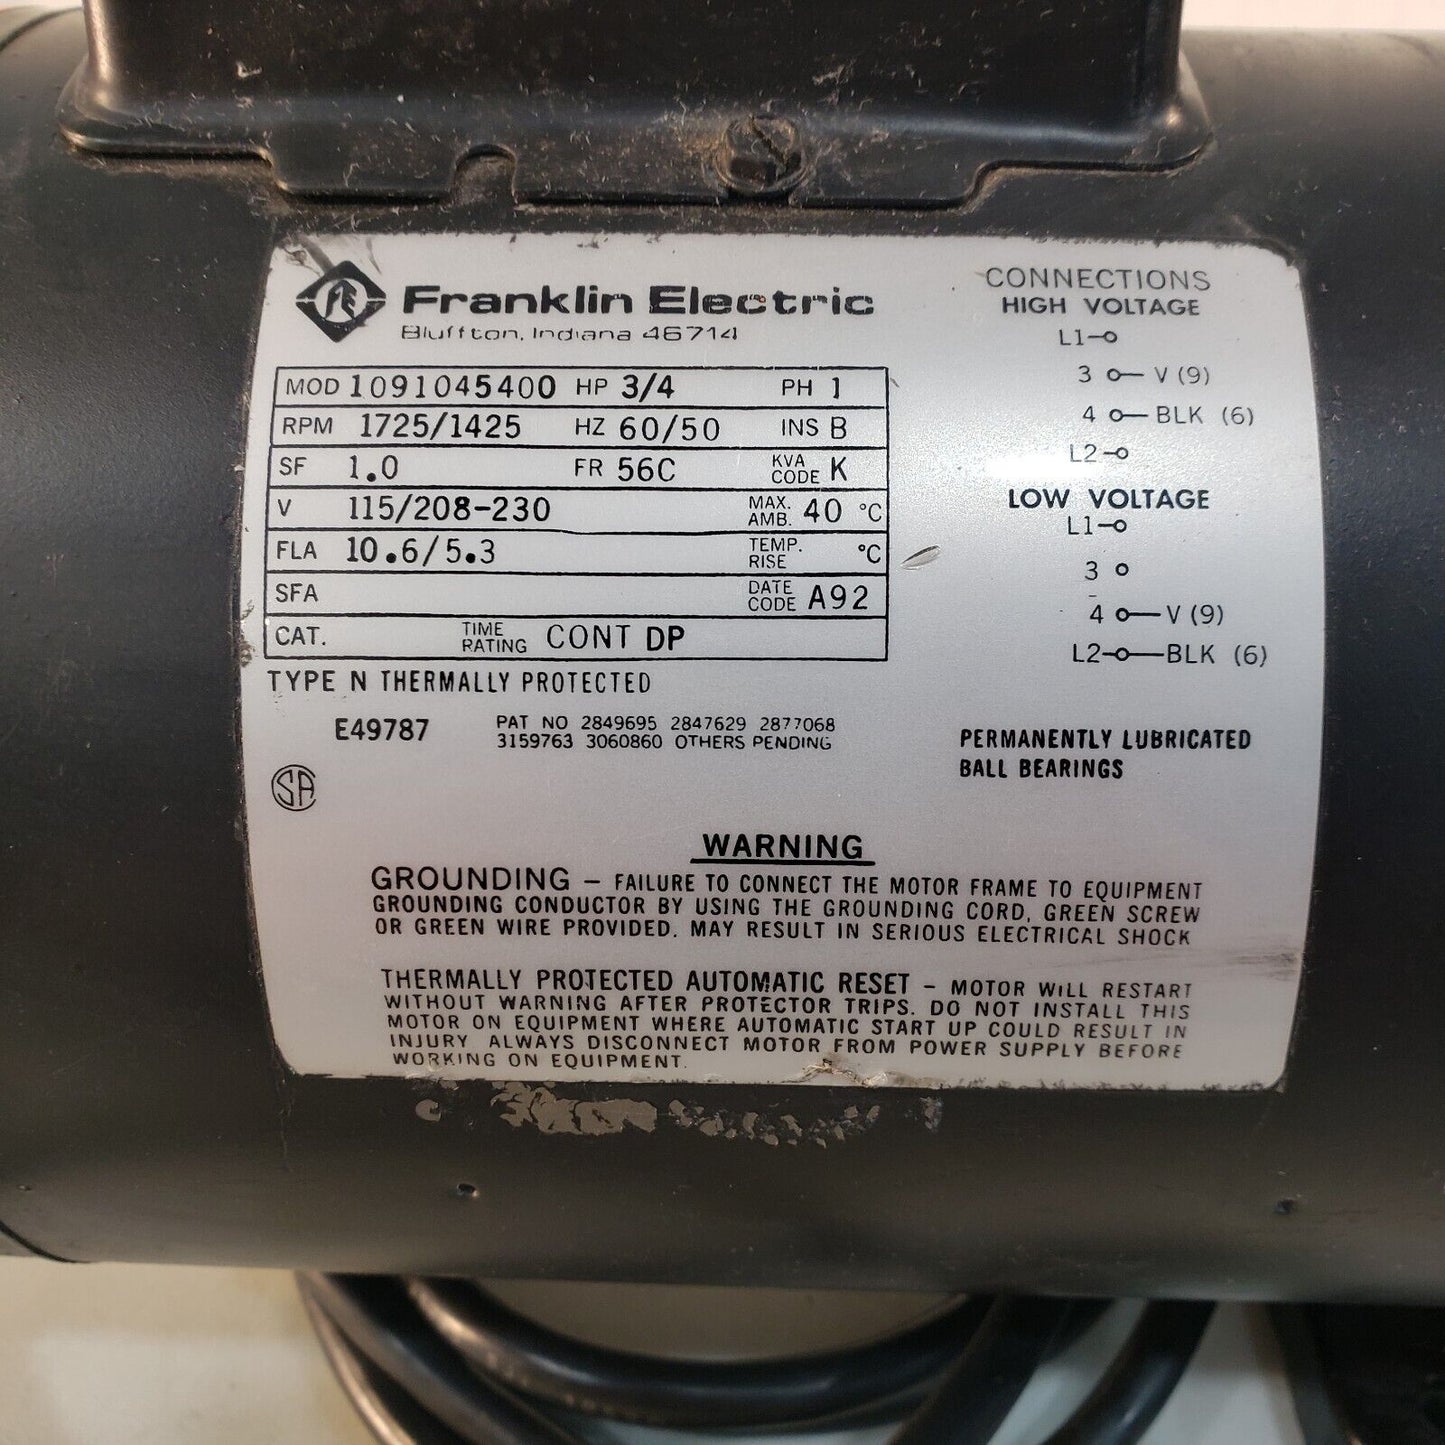 Franklin Electric
Bluffton, Indiana 46714
MOD 1091045400 HP 3/4 PH 1
RPM 1725/1425 HZ 60/50 INS B
SF 1.0 FR 56C KVA CODE K
V 115/208-230 MAX. AMB. 40 °C
FLA 10.6/5.3 TEMP. RISE °C
SFA DATE CODE A92
CAT. TIME RATING CONT DP
TYPE N THERMALLY PROTECTED
E49787
PAT NO 2849695 2847629 2877068
3159763 3060860 OTHERS PENDING
SA
CONNECTIONS
HIGH VOLTAGE
L1
3 V (9)
4 BLK (6)
L2
LOW VOLTAGE
L1
3
4 V (9)
L2 BLK (6)
PERMANENTLY LUBRICATED
BALL BEARINGS
WARNING
GROUNDING – FAILURE TO CONNECT THE MOTOR FRAME TO EQUIPMENT
GROUNDING CONDUCTOR BY USING THE GROUNDING CORD, GREEN SCREW
OR GREEN WIRE PROVIDED. MAY RESULT IN SERIOUS ELECTRICAL SHOCK
THERMALLY PROTECTED AUTOMATIC RESET – MOTOR WILL RESTART
WITHOUT WARNING AFTER PROTECTOR TRIPS. DO NOT INSTALL THIS
MOTOR ON EQUIPMENT WHERE AUTOMATIC START UP COULD RESULT IN
INJURY ALWAYS DISCONNECT MOTOR FROM POWER SUPPLY BEFORE
WORKING ON EQUIPMENT.